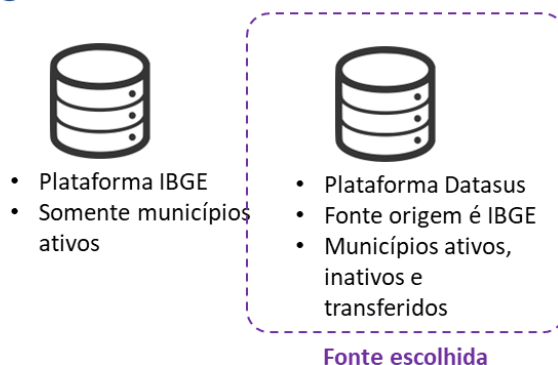 • Plataforma IBGE
• Somente municípios
ativos
• Plataforma Datasus
• Fonte origem é IBGE
• Municípios ativos,
inativos e
transferidos
Fonte escolhida